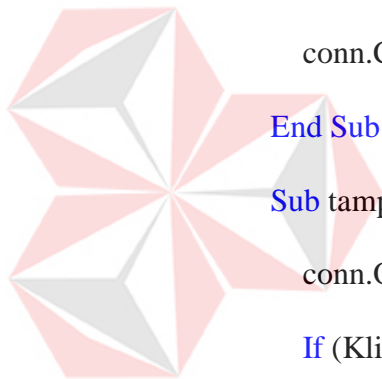 conn.C
End Sub
Sub tamp
conn.C
If (Kli